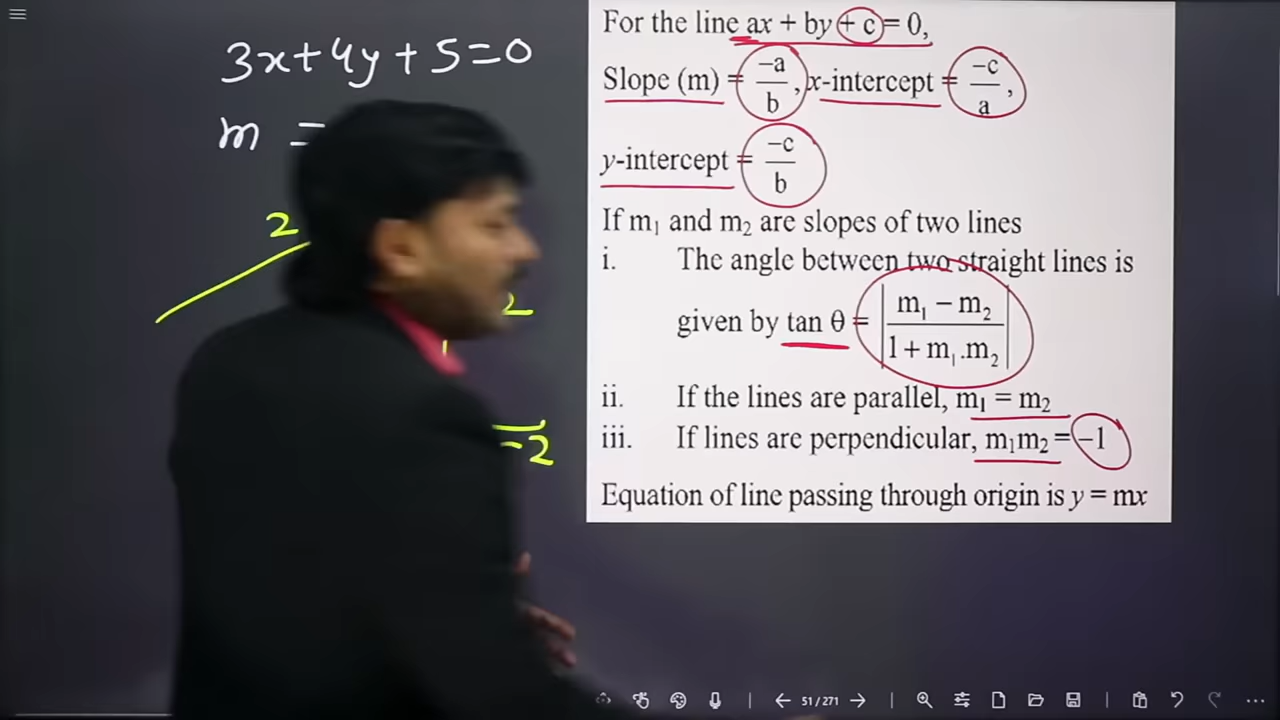 3x+4y+5=0
m =
2
2
-2
For the line ax + by + c = 0,
Slope (m) = -a/b, x-intercept = -c/a,
y-intercept = -c/b
If m₁ and m₂ are slopes of two lines
i. The angle between two straight lines is
given by tan θ = |m₁ − m₂ / 1 + m₁.m₂|
ii. If the lines are parallel, m₁ = m₂
iii. If lines are perpendicular, m₁m₂ = −1
Equation of line passing through origin is y = mx
51 / 271